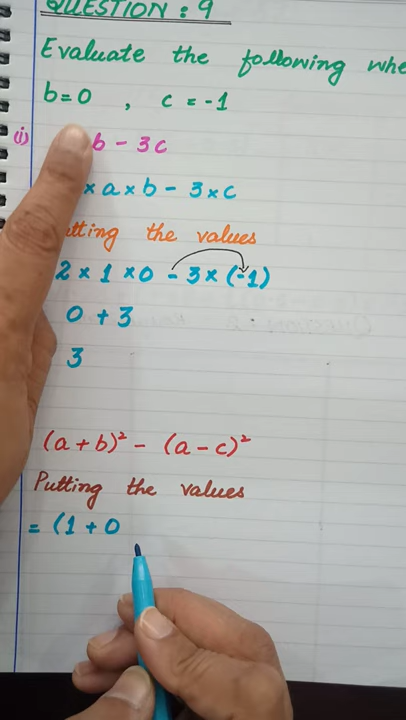 QUESTION : 9
Evaluate the following whe
b=0 , c = -1
(i) b - 3c
× a × b - 3 × c
tting the values
2 × 1 × 0 - 3 × (-1)
0 + 3
3
(a + b)² - (a - c)²
Putting the values
= (1 + 0